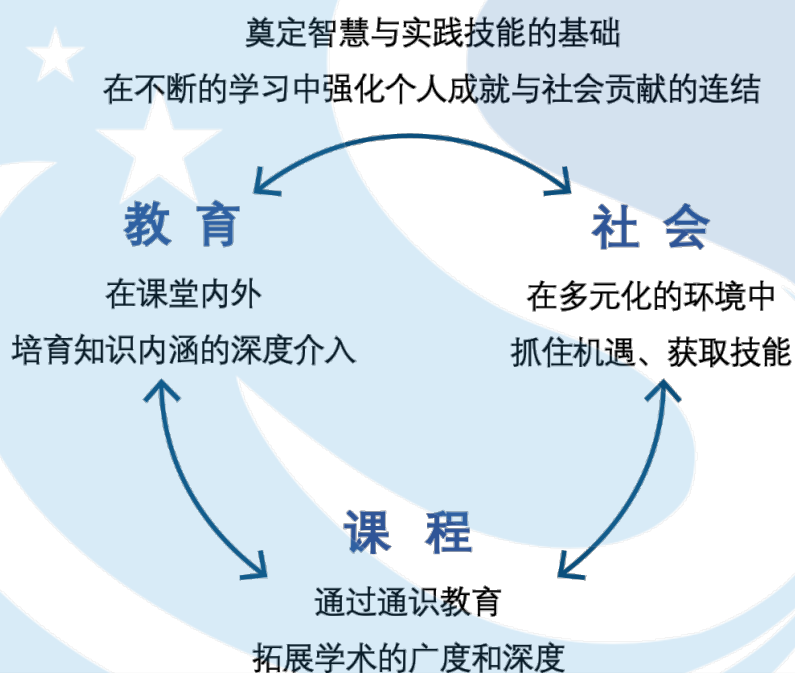 奠定智慧与实践技能的基础
在不断的学习中强化个人成就与社会贡献的连结
教育
在课堂内外
培育知识内涵的深度介入
社会
在多元化的环境中
抓住机遇、获取技能
课程
通过通识教育
拓展学术的广度和深度